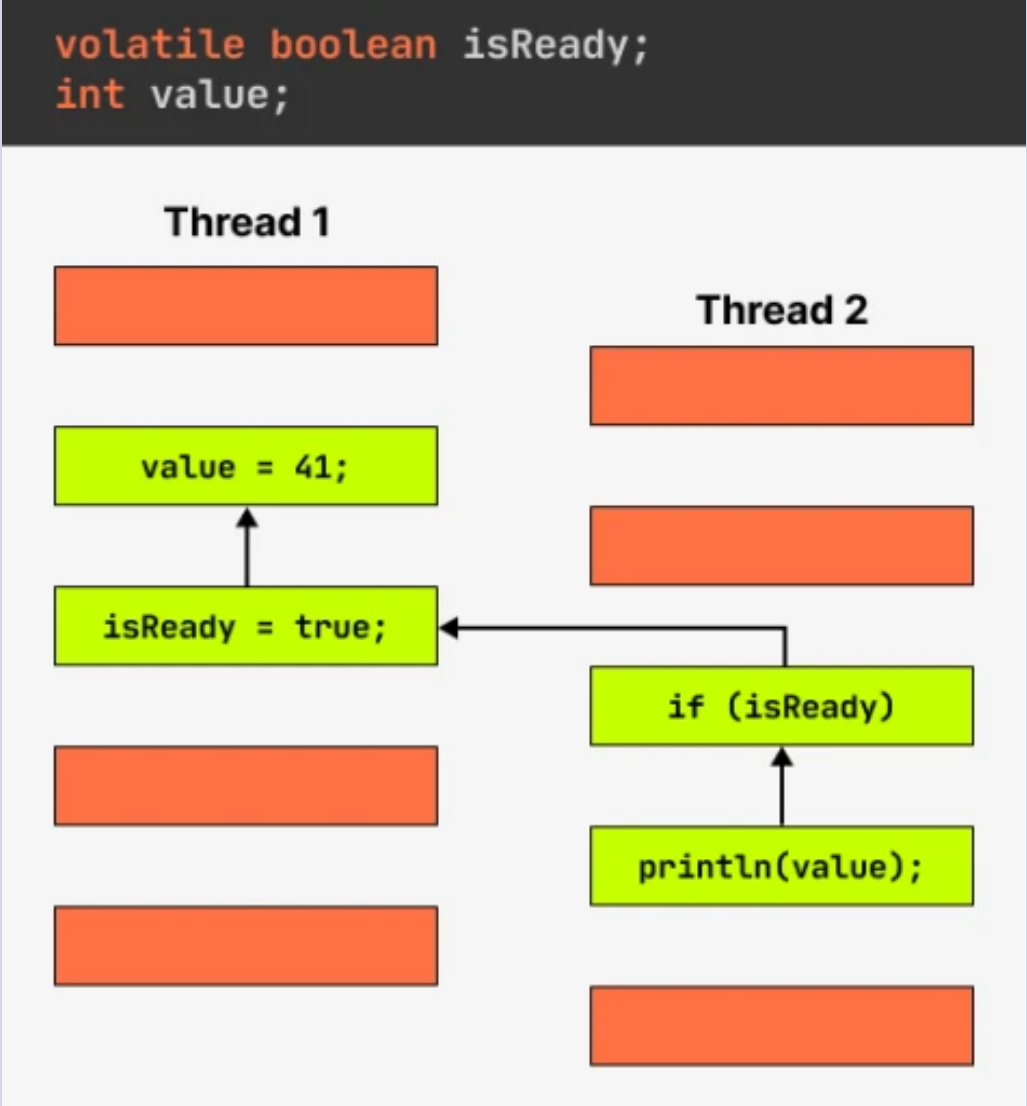 volatile boolean isReady;
int value;
Thread 1
Thread 2
value = 41;
isReady = true;
if (isReady)
println(value);